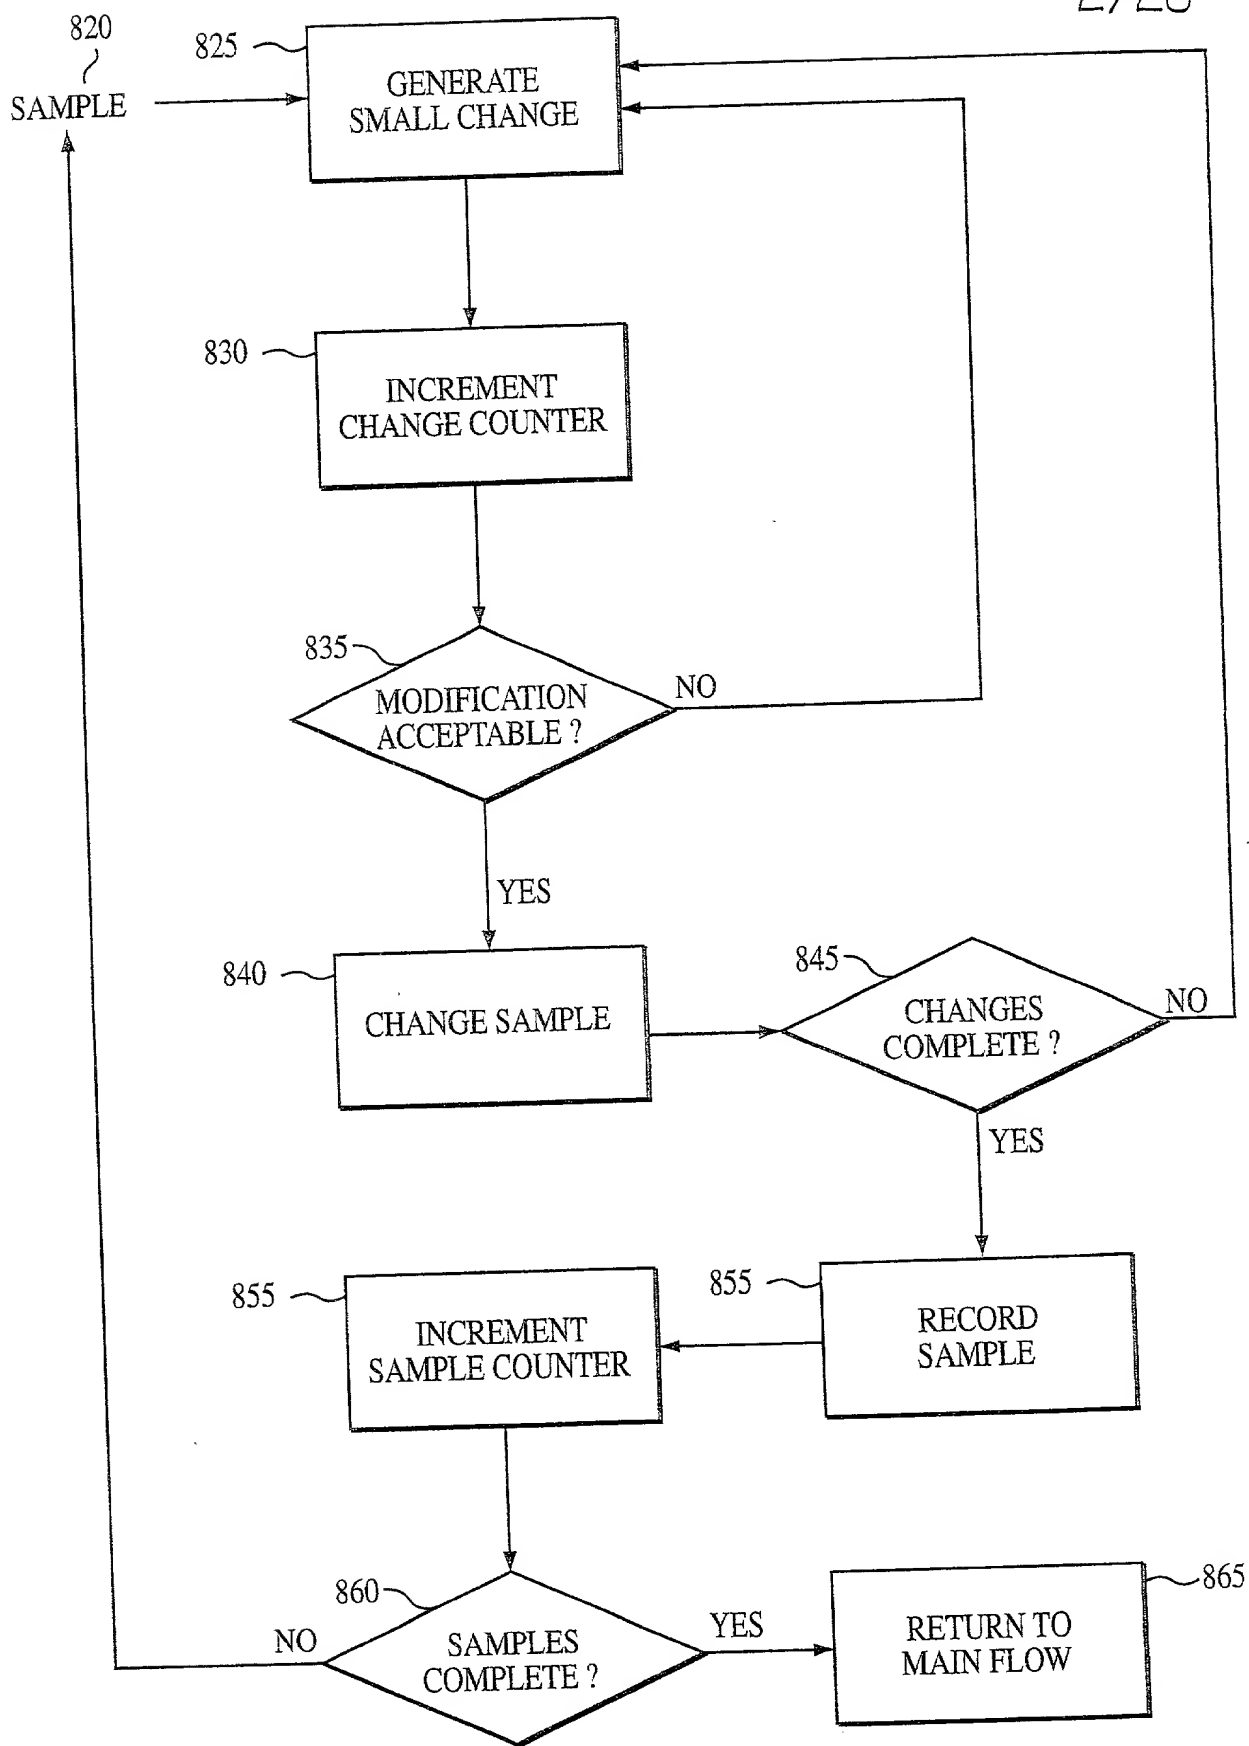 820
SAMPLE
825
GENERATE
SMALL CHANGE
830
INCREMENT
CHANGE COUNTER
835
MODIFICATION
ACCEPTABLE ?
NO
YES
840
CHANGE SAMPLE
845
CHANGES
COMPLETE ?
NO
YES
855
RECORD
SAMPLE
855
INCREMENT
SAMPLE COUNTER
860
SAMPLES
COMPLETE ?
NO
YES
865
RETURN TO
MAIN FLOW